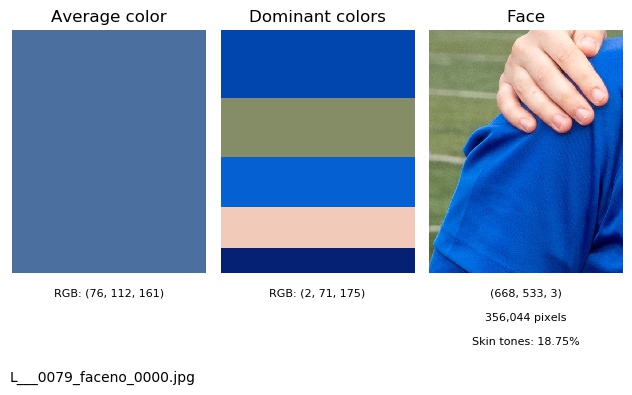 Average color
Dominant colors
Face
RGB: (76, 112, 161)
RGB: (2, 71, 175)
(668, 533, 3)
356,044 pixels
Skin tones: 18.75%
L___0079_faceno_0000.jpg